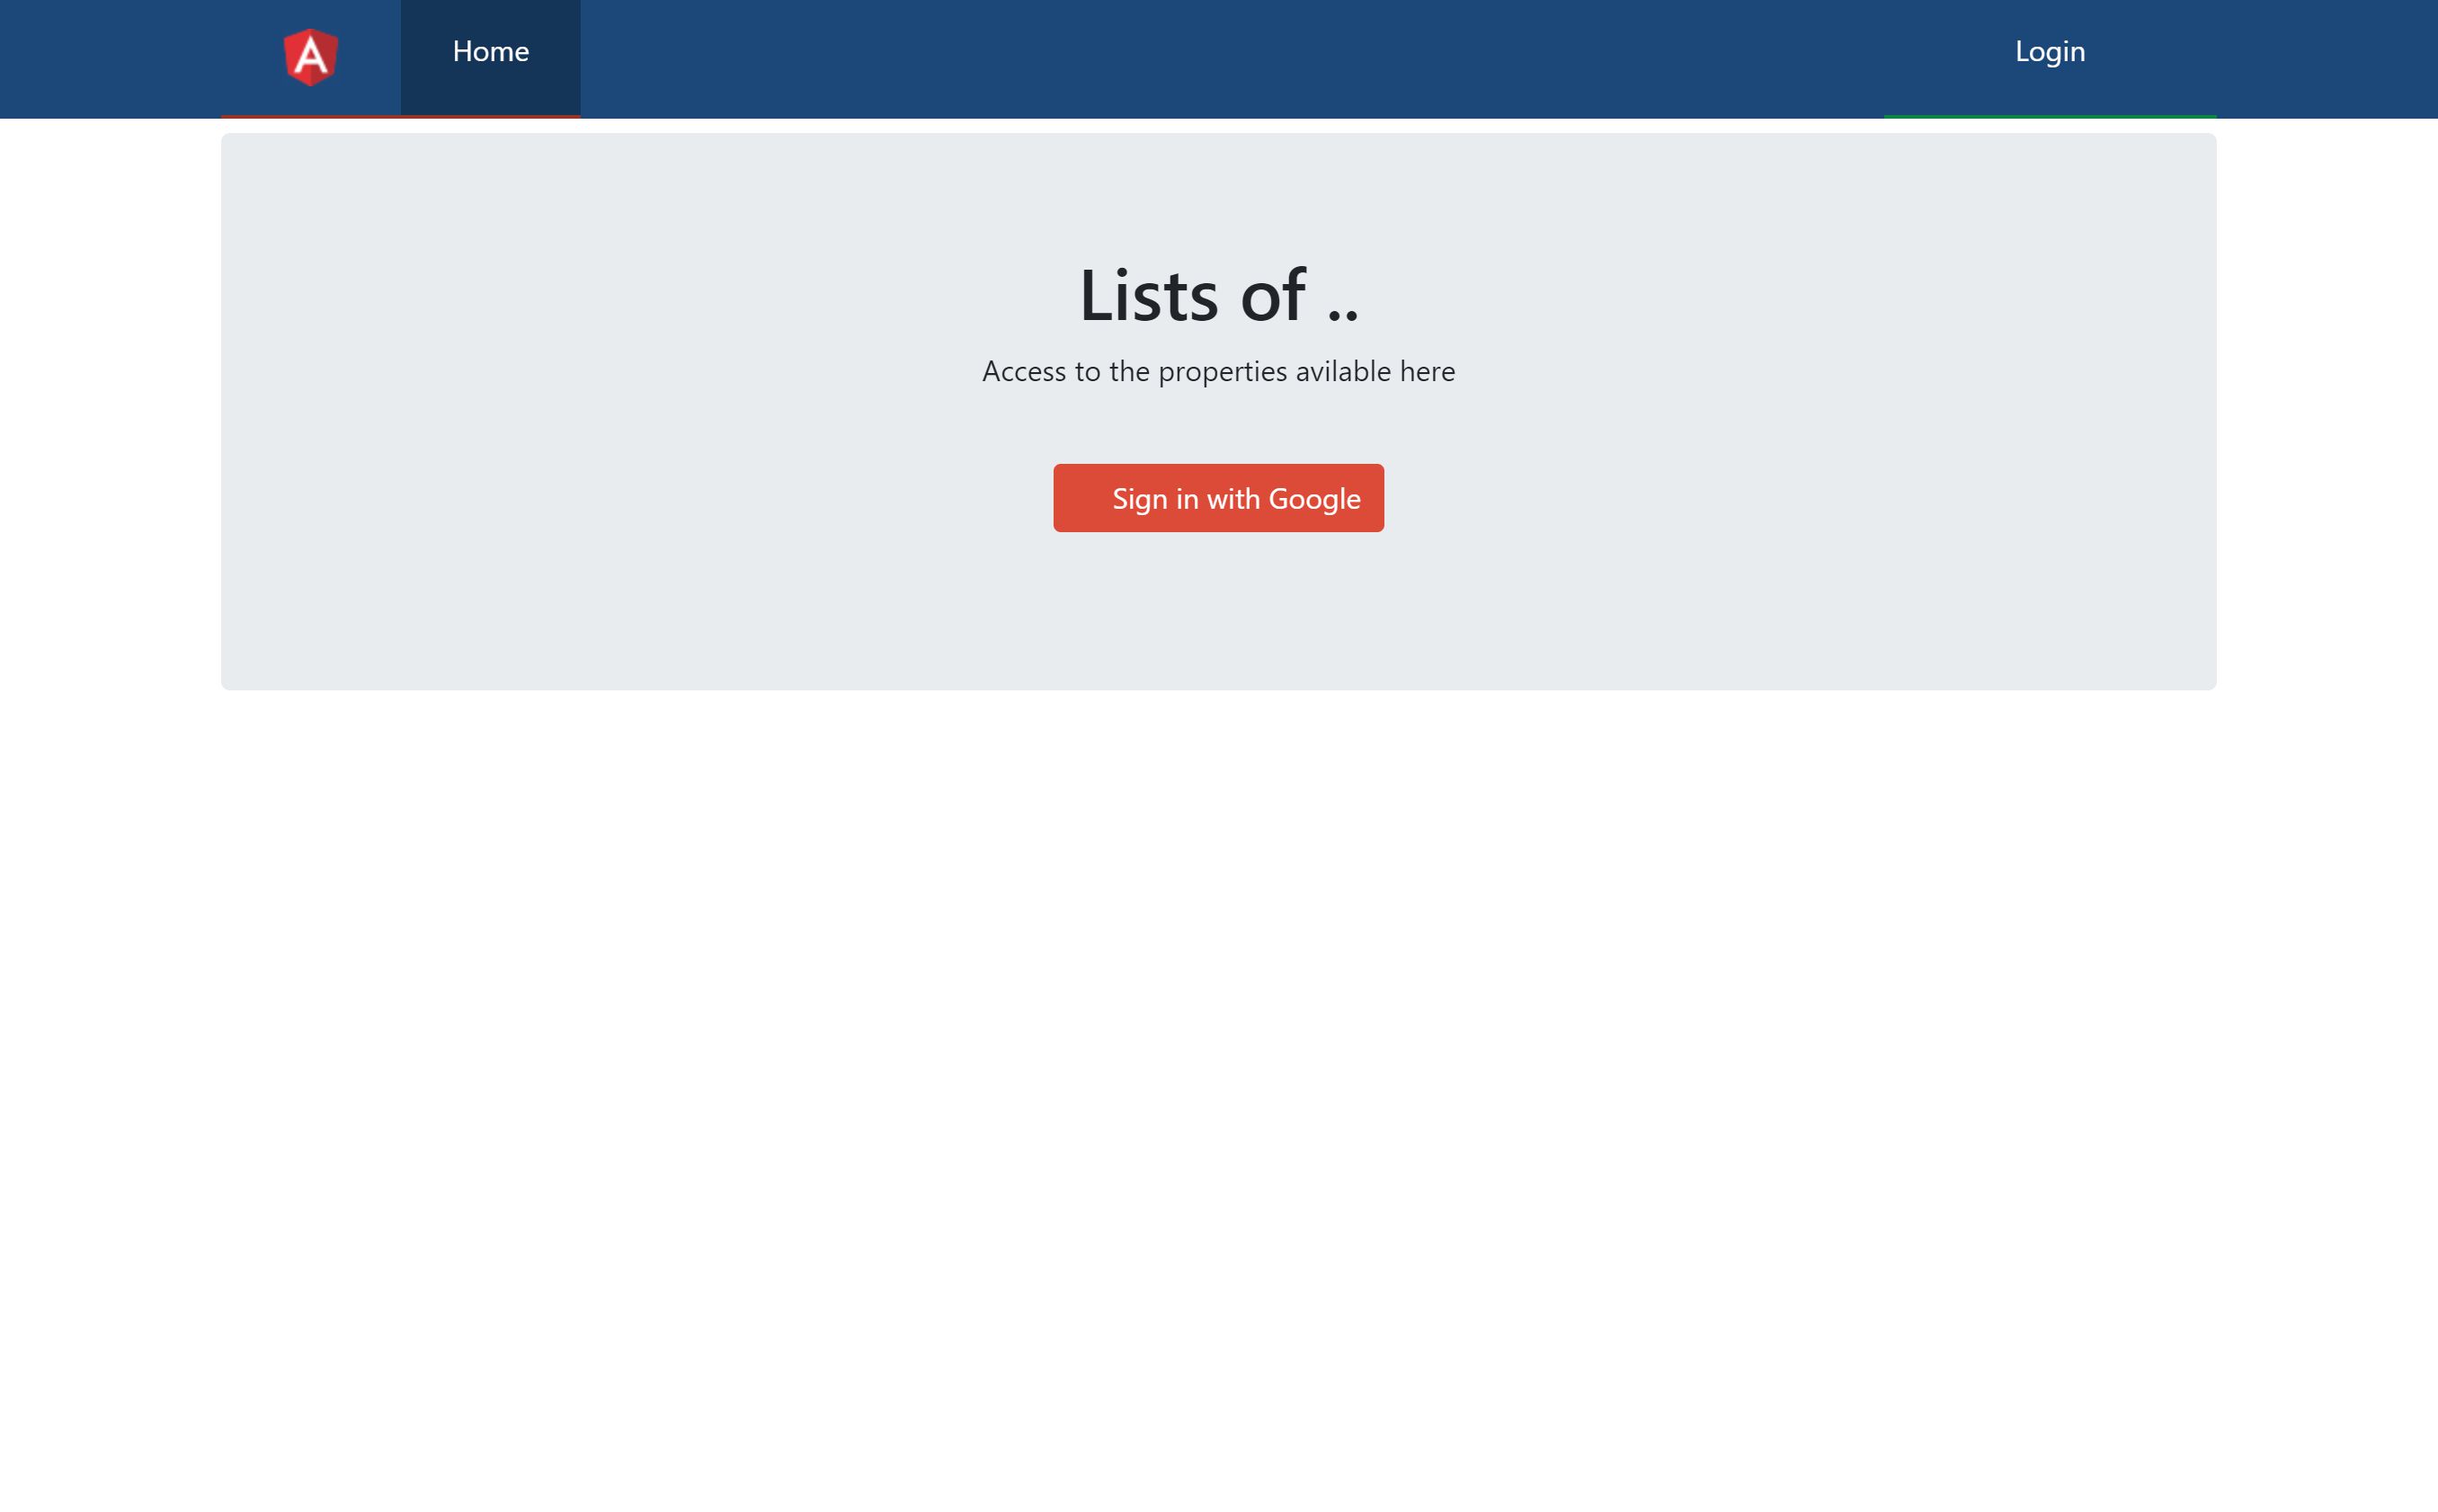 Home
Login
Lists of ..
Access to the properties avilable here
Sign in with Google